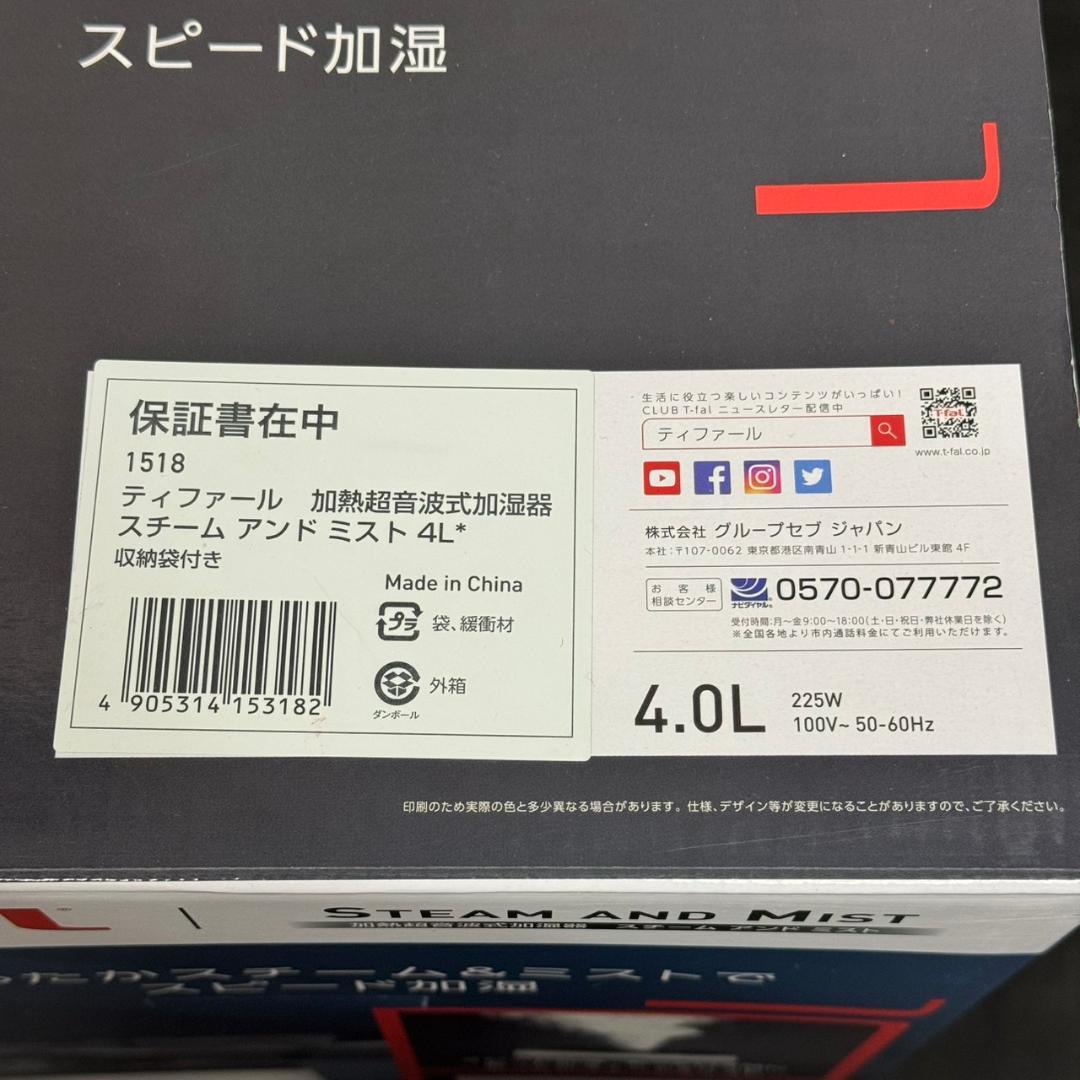 スピード加湿
保証書在中
1518
ティファール 加熱超音波式加湿器
スチーム アンド ミスト 4L*
収納袋付き
Made in China
プラ 袋、緩衝材
外箱
ダンボール
4 905314 153182
生活に役立つ楽しいコンテンツがいっぱい!
CLUB T-fal ニュースレター配信中
ティファール
T-faL
www.t-fal.co.jp
株式会社 グループセブ ジャパン
本社:〒107-0062 東京都港区南青山 1-1-1 新青山ビル東館 4F
お客様
相談センター
ナビダイヤル®
0570-077772
受付時間:月〜金9:00〜18:00(土・日・祝日・弊社休業日を除く)
※全国各地より市内通話料金にてご利用いただけます。
4.0L
225W
100V~ 50-60Hz
印刷のため実際の色と多少異なる場合があります。仕様、デザイン等が変更になることがありますので、ご了承ください。
STEAM AND MIST
加熱超音波式加湿器 スチーム アンド ミスト
たかスチーム&ミストで
スピード加湿